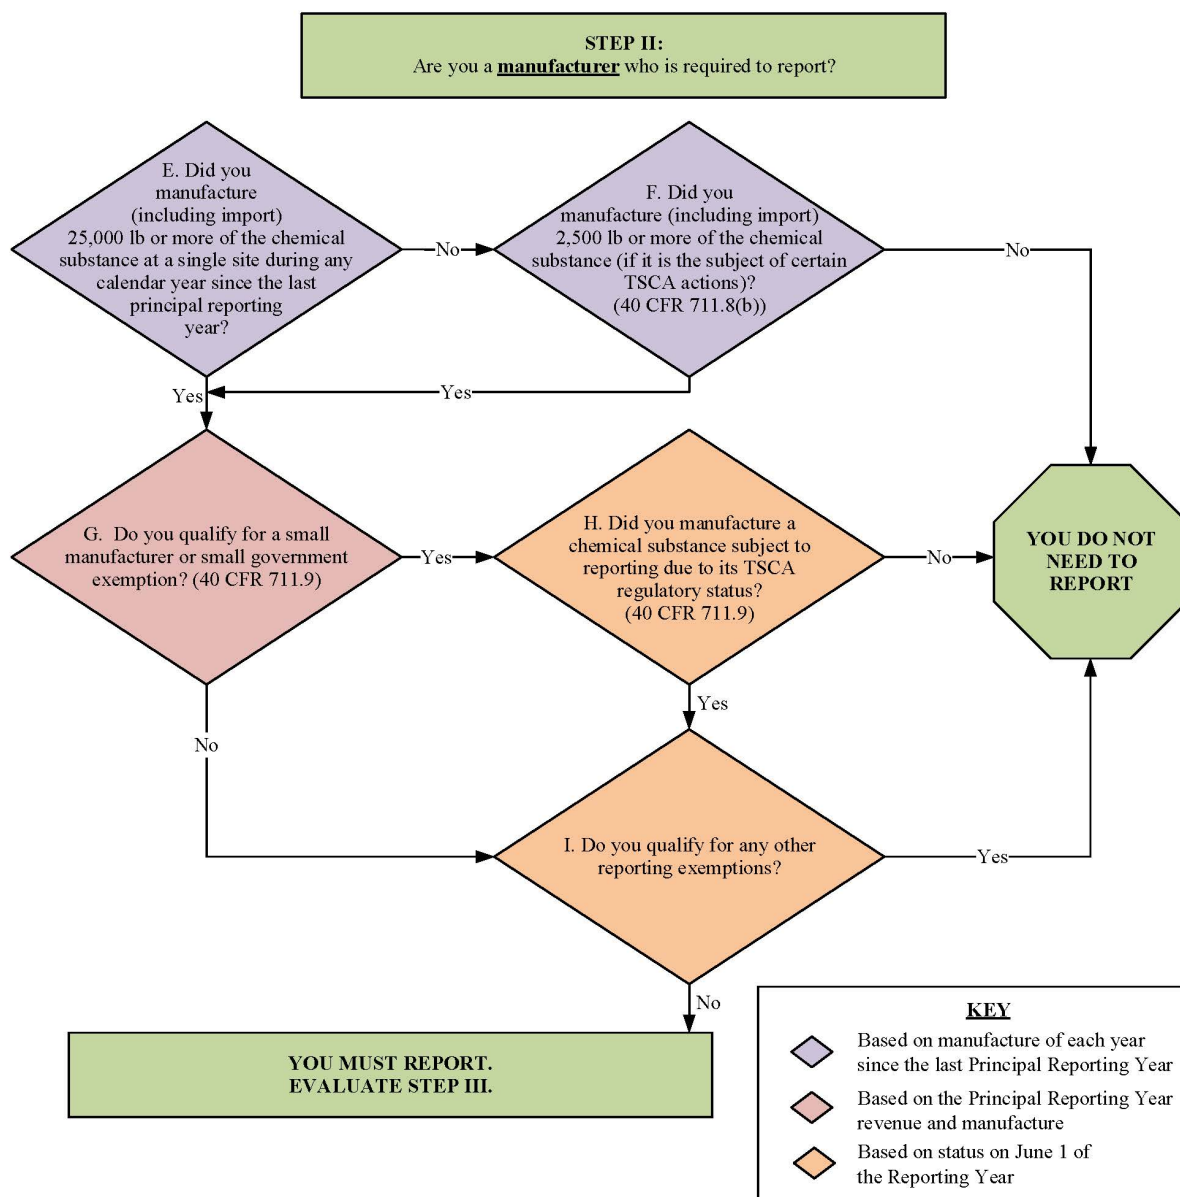 STEP II:
Are you a manufacturer who is required to report?
E. Did you
manufacture
(including import)
25,000 lb or more of the chemical
substance at a single site during any
calendar year since the last
principal reporting
year?
No
F. Did you
manufacture (including import)
2,500 lb or more of the chemical
substance (if it is the subject of certain
TSCA actions)?
(40 CFR 711.8(b))
No
Yes
Yes
G. Do you qualify for a small
manufacturer or small government
exemption? (40 CFR 711.9)
Yes
H. Did you manufacture a
chemical substance subject to
reporting due to its TSCA
regulatory status?
(40 CFR 711.9)
No
YOU DO NOT
NEED TO
REPORT
Yes
No
I. Do you qualify for any other
reporting exemptions?
Yes
No
YOU MUST REPORT.
EVALUATE STEP III.
KEY
Based on manufacture of each year
since the last Principal Reporting Year
Based on the Principal Reporting Year
revenue and manufacture
Based on status on June 1 of
the Reporting Year